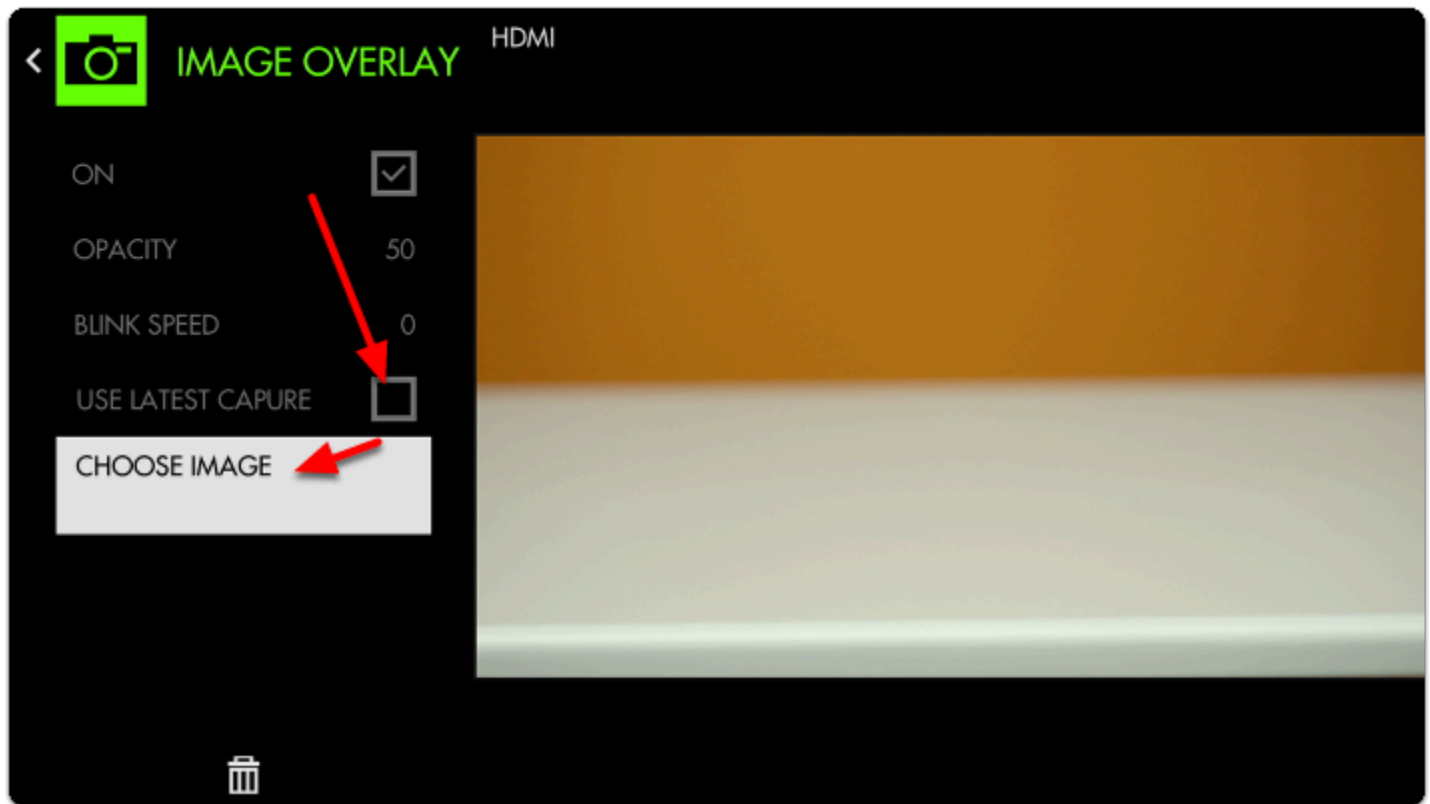 IMAGE OVERLAY
HDMI
ON
OPACITY 50
BLINK SPEED 0
USE LATEST CAPURE
CHOOSE IMAGE